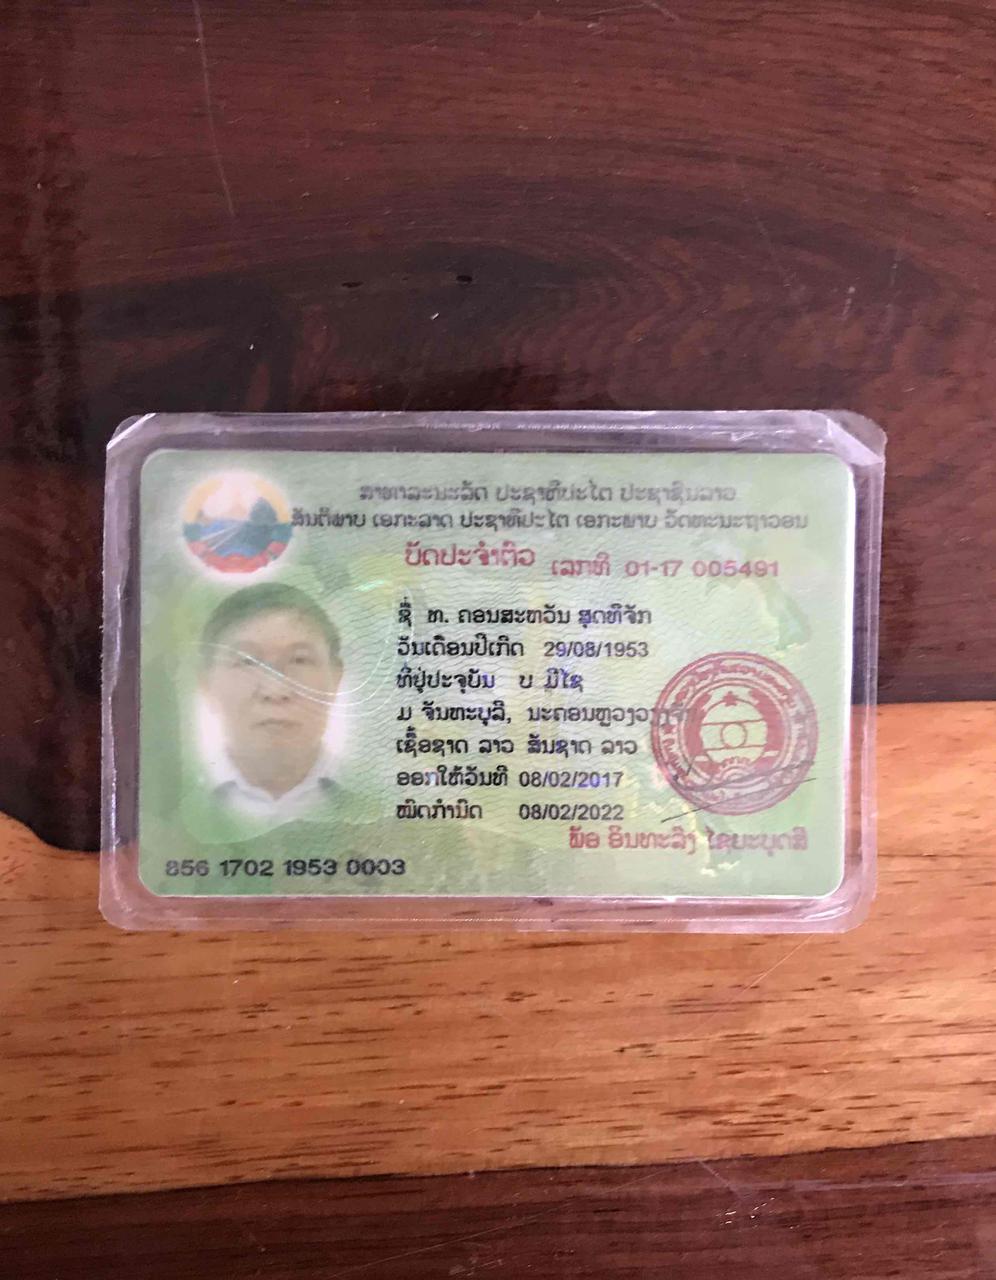 ສາທາລະນະລັດ ປະຊາທິປະໄຕ ປະຊາຊົນລາວ
ສັນຕິພາບ ເອກະລາດ ປະຊາທິປະໄຕ ເອກະພາບ ວັດທະນະຖາວອນ
ບັດປະຈຳຕົວ ເລກທີ 01-17 005491
ຊື່ ທ. ຄອນສະຫວັນ ສຸດທິຈັກ
ວັນເດືອນປີເກີດ 29/08/1953
ທີ່ຢູ່ປະຈຸບັນ ບ ມີໄຊ
ມ ຈັນທະບູລີ, ນະຄອນຫຼວງວຽງຈັນ
ເຊື້ອຊາດ ລາວ ສັນຊາດ ລາວ
ອອກໃຫ້ວັນທີ 08/02/2017
ໝົດກຳນົດ 08/02/2022
ພັອ ອິນທະລັງ ໄຊຍະບຸດສີ
856 1702 1953 0003